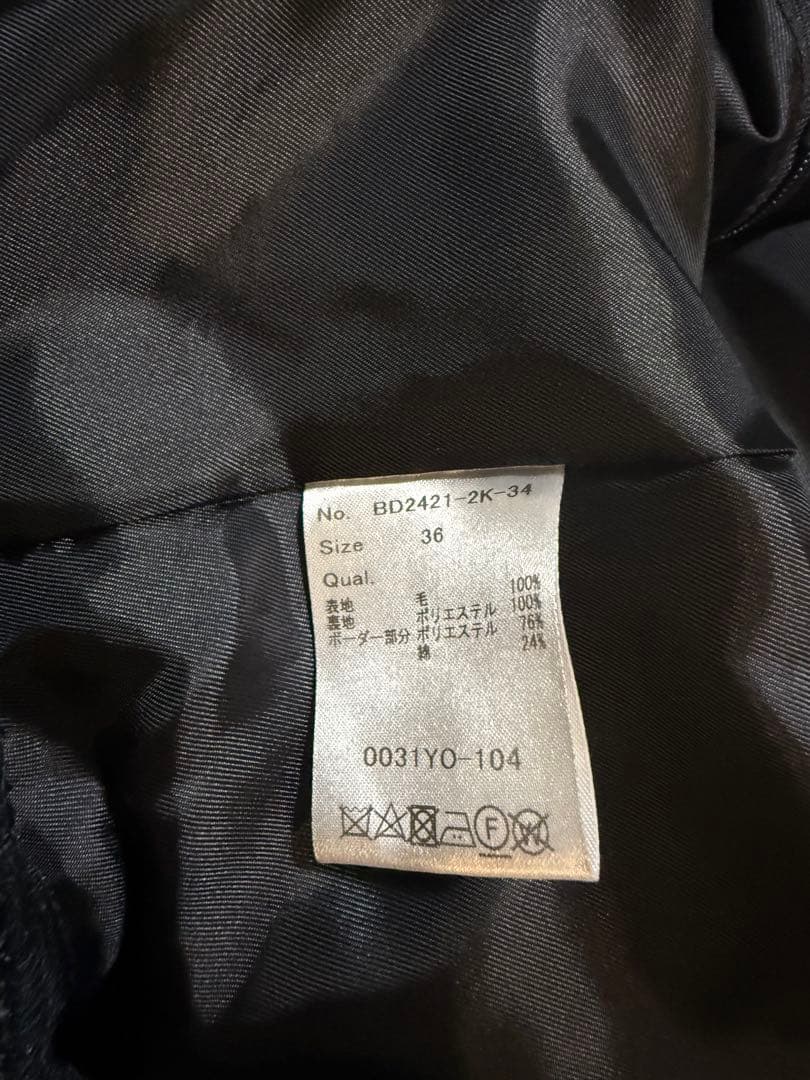 No. BD2421-2K-34
Size 36
Qual.
表地 毛 100%
裏地 ポリエステル 100%
ボーダー部分 ポリエステル 76%
綿 24%
0031YO-104
F
W